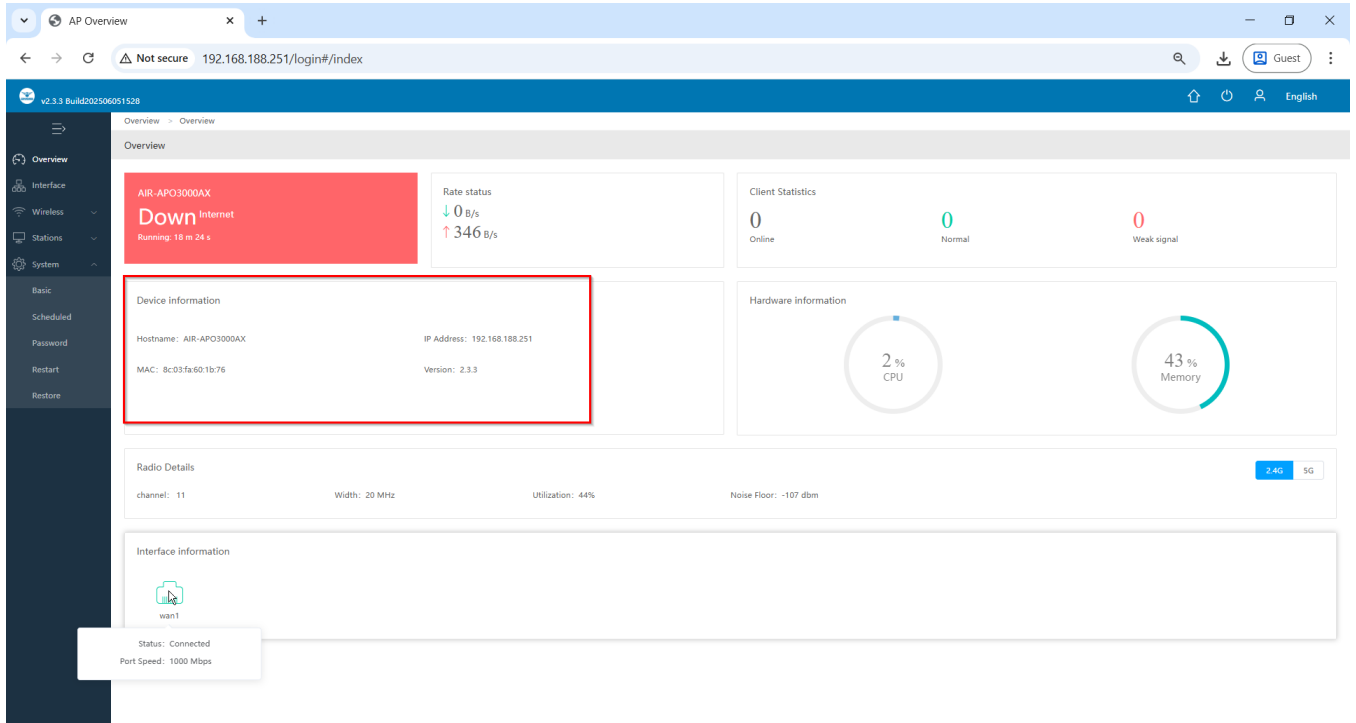 AP Overview
Not secure 192.168.188.251/login#/index
Guest
v2.3.3 Build202506051528
English
Overview > Overview
Overview
Overview
Interface
Wireless
Stations
System
Basic
Scheduled
Password
Restart
Restore
AIR-APO3000AX
Down Internet
Running: 18 m 24 s
Rate status
↓ 0 B/s
↑ 346 B/s
Client Statistics
0 0 0
Online Normal Weak signal
Device information
Hostname: AIR-APO3000AX IP Address: 192.168.188.251
MAC: 8c:03:fa:60:1b:76 Version: 2.3.3
Hardware information
2 %
CPU
43 %
Memory
Radio Details
2.4G 5G
channel: 11 Width: 20 MHz Utilization: 44% Noise Floor: -107 dbm
Interface information
wan1
Status: Connected
Port Speed: 1000 Mbps